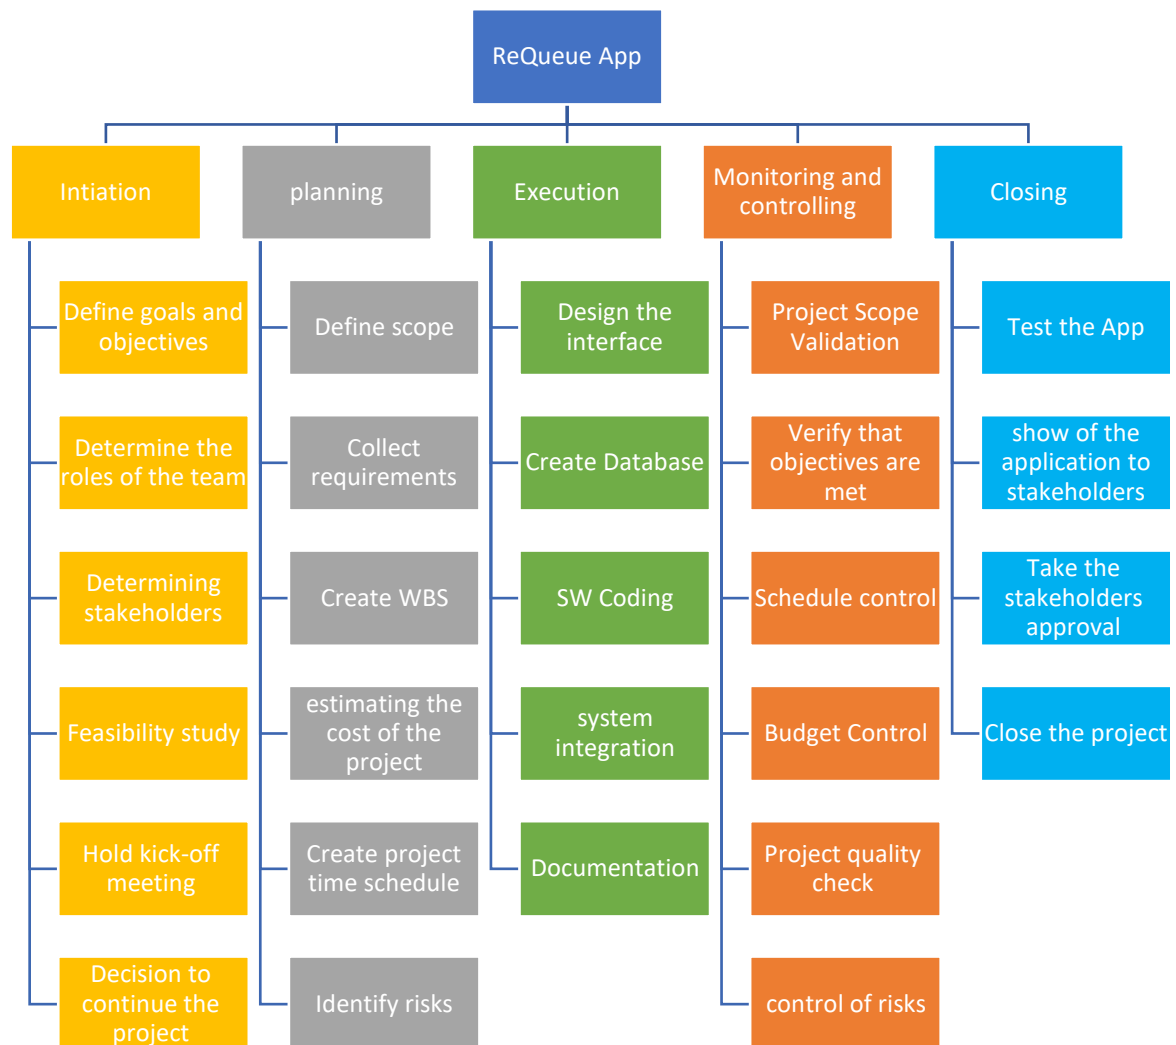 ReQueue App
Intiation
planning
Execution
Monitoring and
controlling
Closing
Define goals and
objectives
Determine the
roles of the team
Determining
stakeholders
Feasibility study
Hold kick-off
meeting
Decision to
continue the
project
Define scope
Collect
requirements
Create WBS
estimating the
cost of the
project
Create project
time schedule
Identify risks
Design the
interface
Create Database
SW Coding
system
integration
Documentation
Project Scope
Validation
Verify that
objectives are
met
Schedule control
Budget Control
Project quality
check
control of risks
Test the App
show of the
application to
stakeholders
Take the
stakeholders
approval
Close the project